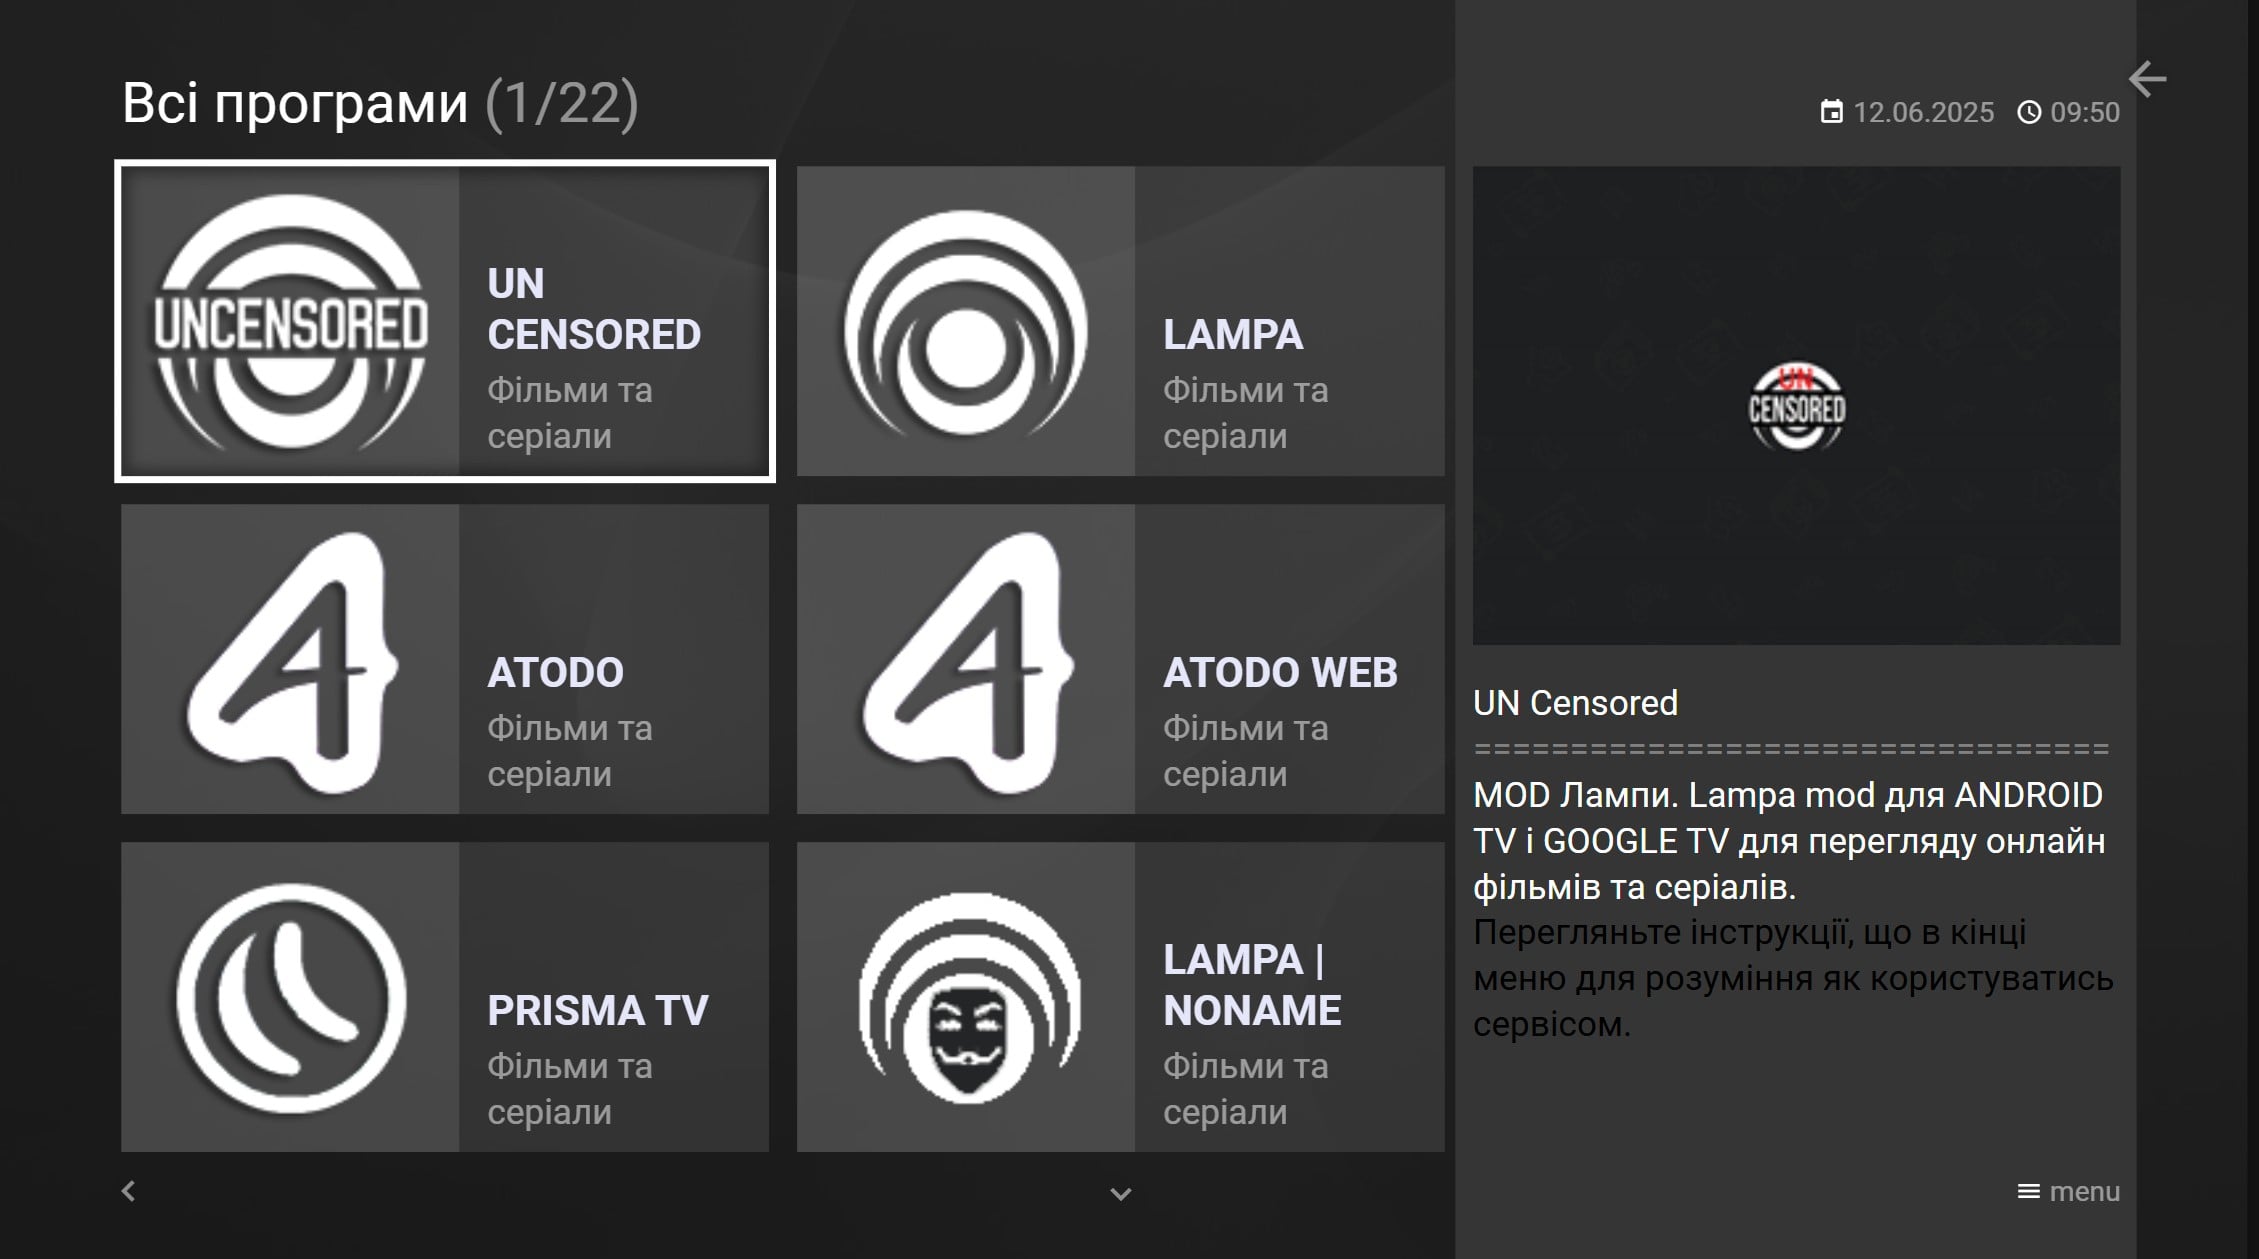 Всі програми (1/22)
12.06.2025 09:50
UNCENSORED
UN
CENSORED
Фільми та
серіали
LAMPA
Фільми та
серіали
ATODO
Фільми та
серіали
ATODO WEB
Фільми та
серіали
PRISMA TV
Фільми та
серіали
LAMPA |
NONAME
Фільми та
серіали
UN
CENSORED
UN Censored
=================================
MOD Лампи. Lampa mod для ANDROID
TV і GOOGLE TV для перегляду онлайн
фільмів та серіалів.
Перегляньте інструкції, що в кінці
меню для розуміння як користуватись
сервісом.
menu